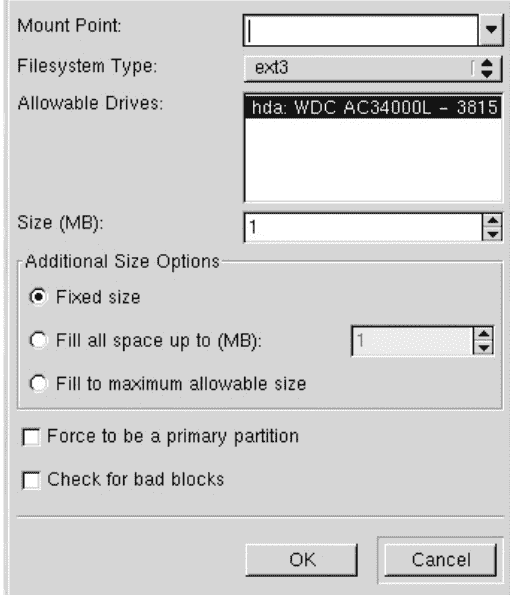 Mount Point:
Filesystem Type: ext3
Allowable Drives: hda: WDC AC34000L - 3815
Size (MB): 1
Additional Size Options
Fixed size
Fill all space up to (MB): 1
Fill to maximum allowable size
Force to be a primary partition
Check for bad blocks
OK Cancel